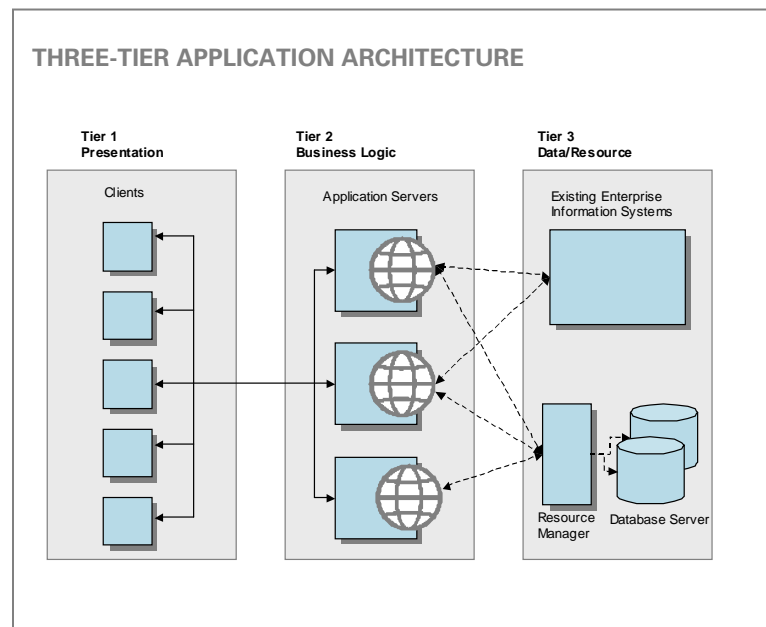 THREE-TIER APPLICATION ARCHITECTURE
Tier 1
Presentation
Clients
Tier 2
Business Logic
Application Servers
Tier 3
Data/Resource
Existing Enterprise
Information Systems
Resource
Manager
Database Server